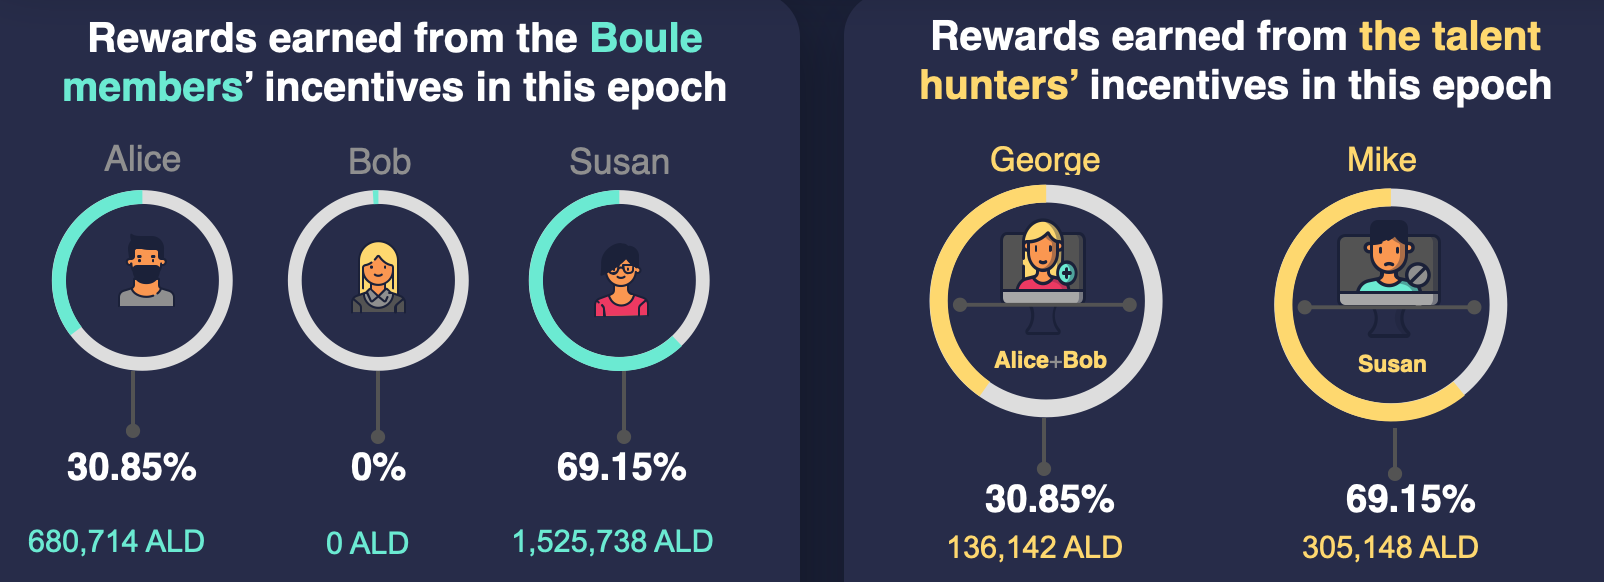 Rewards earned from the Boule
members’ incentives in this epoch
Alice
Bob
Susan
30.85%
0%
69.15%
680,714 ALD
0 ALD
1,525,738 ALD
Rewards earned from the talent
hunters’ incentives in this epoch
George
Mike
Alice+Bob
Susan
30.85%
69.15%
136,142 ALD
305,148 ALD